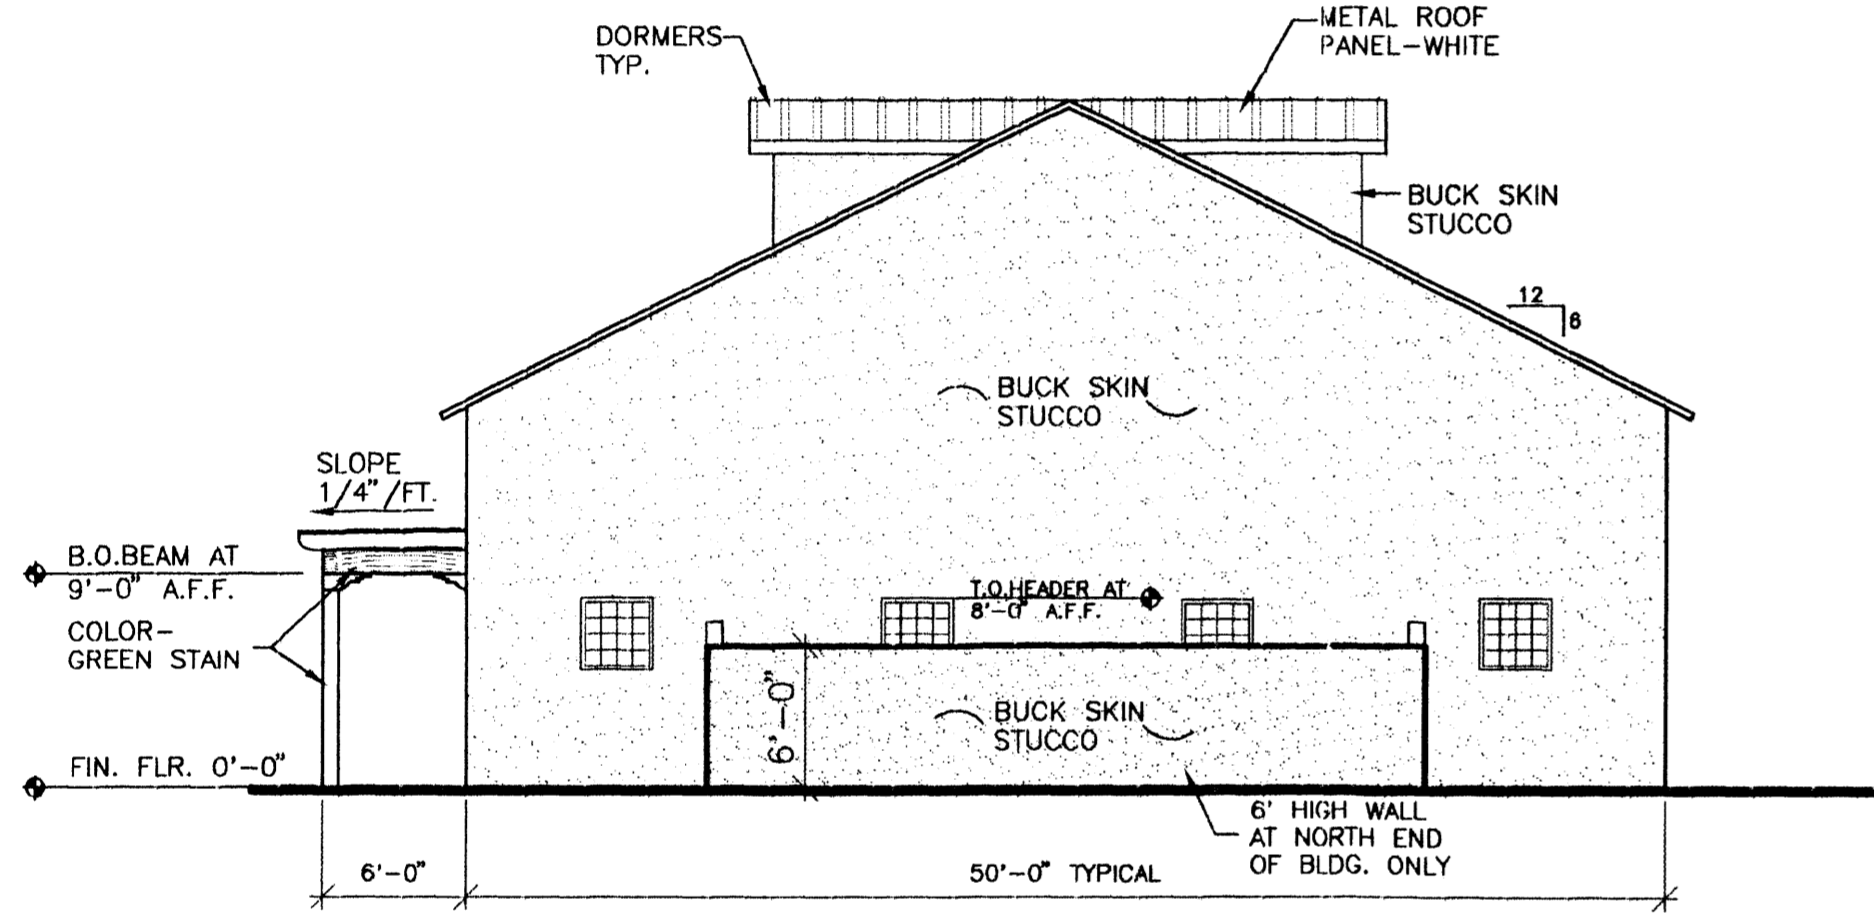 DORMERS
TYP.
METAL ROOF
PANEL-WHITE
BUCK SKIN
STUCCO
12
6
BUCK SKIN
STUCCO
SLOPE
1/4" /FT.
B.O.BEAM AT
9'-0" A.F.F.
T.O.HEADER AT
8'-0" A.F.F.
COLOR-
GREEN STAIN
6'-0"
BUCK SKIN
STUCCO
FIN. FLR. 0'-0"
6' HIGH WALL
AT NORTH END
OF BLDG. ONLY
6'-0"
50'-0" TYPICAL